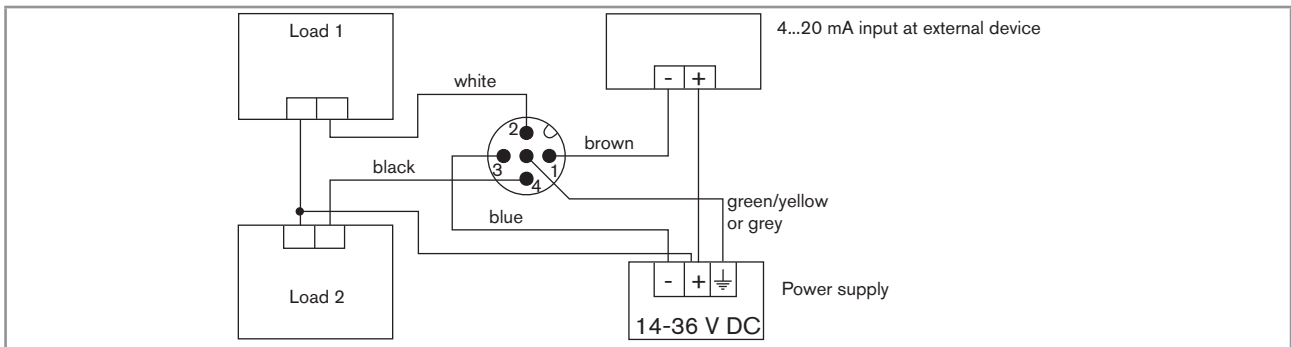 Load 1
4...20 mA input at external device
- +
white
2
brown
3
1
black
4
green/yellow
or grey
blue
- +
Load 2
Power supply
14-36 V DC